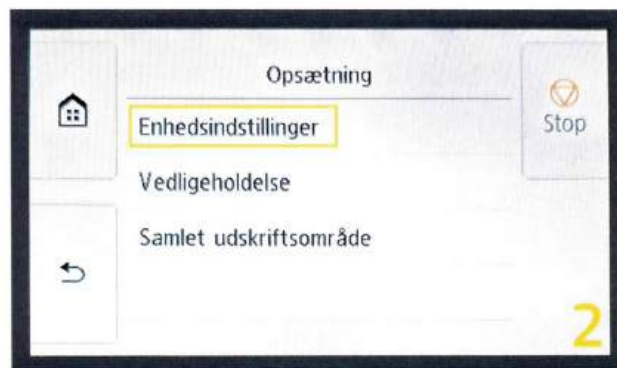 Opsætning
Enhedsindstillinger
Stop
Vedligeholdelse
Samlet udskriftsområde
2